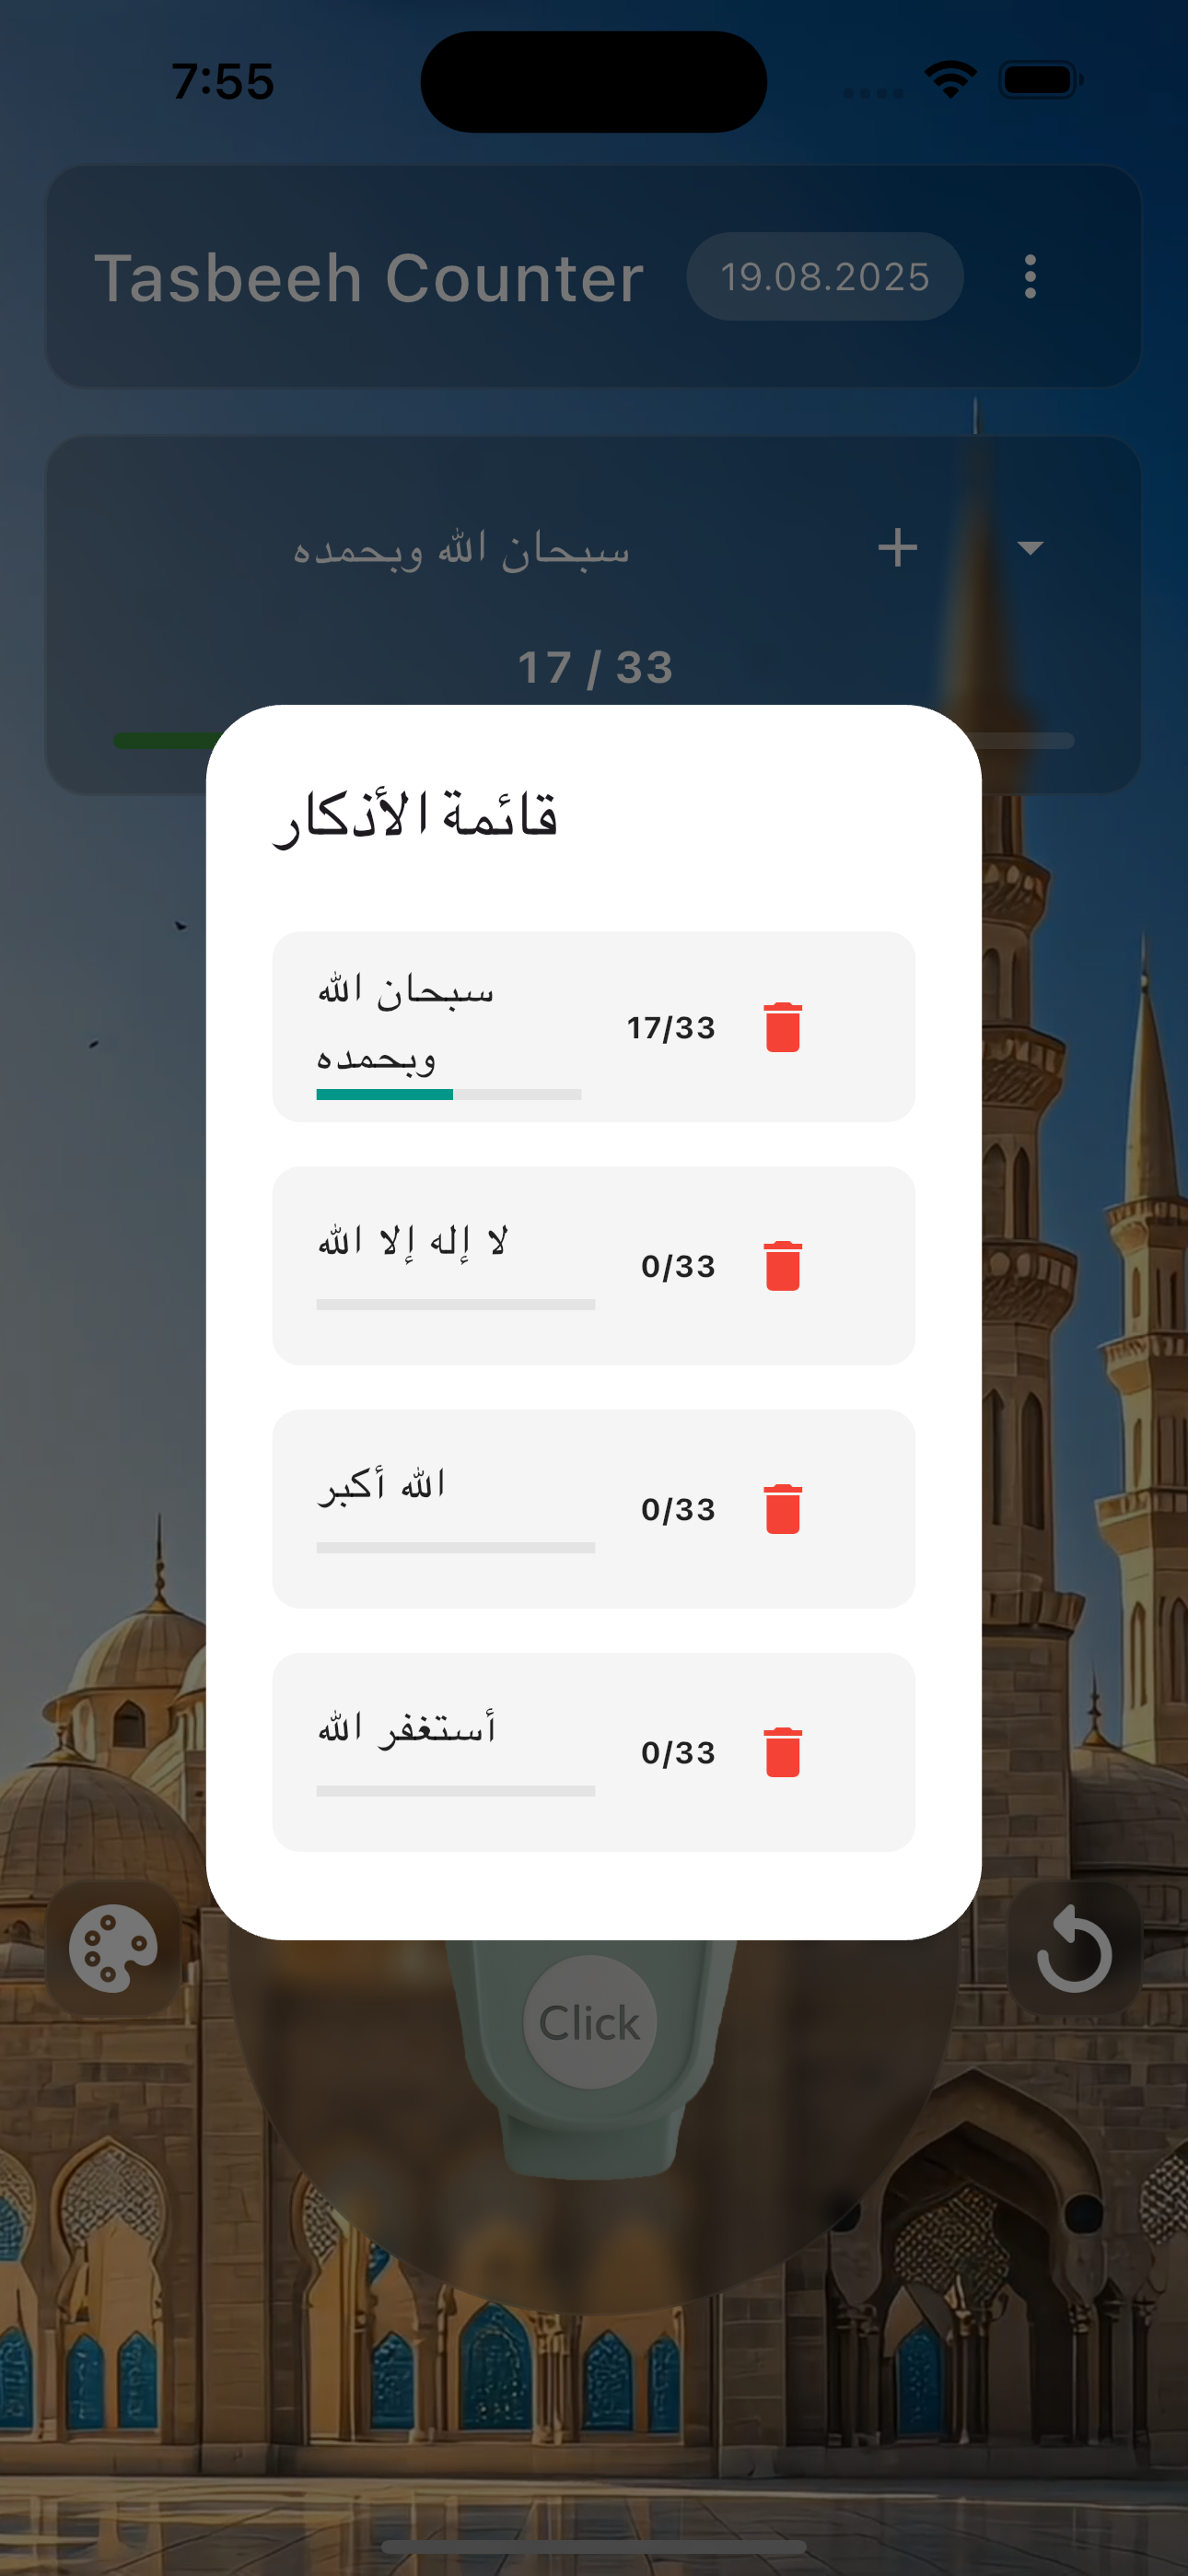 7:55
Tasbeeh Counter
19.08.2025
سبحان الله وبحمده
17 / 33
قائمة الأذكار
سبحان الله
وبحمده
17/33
لا إله إلا الله
0/33
الله أكبر
0/33
أستغفر الله
0/33
Click